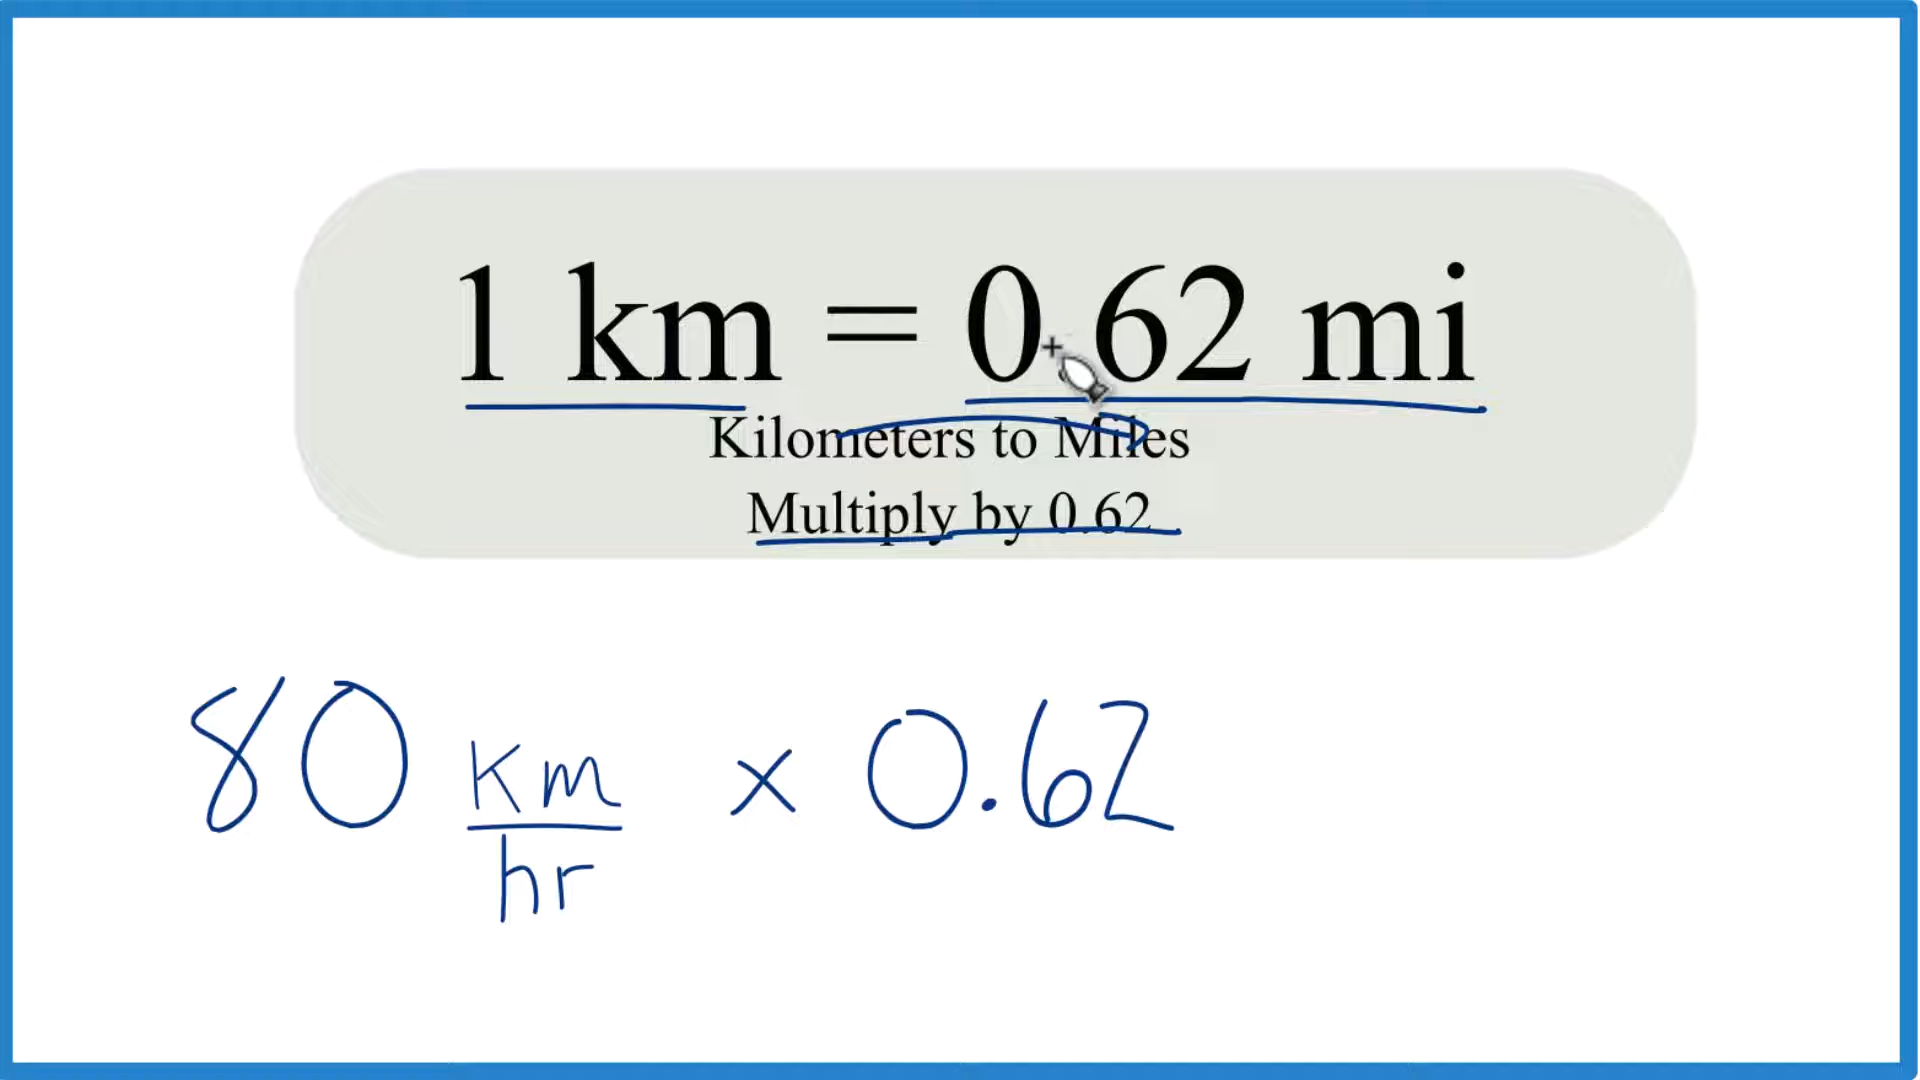 1 km = 0.62 mi
Kilometers to Miles
Multiply by 0.62
80 km/hr x 0.62